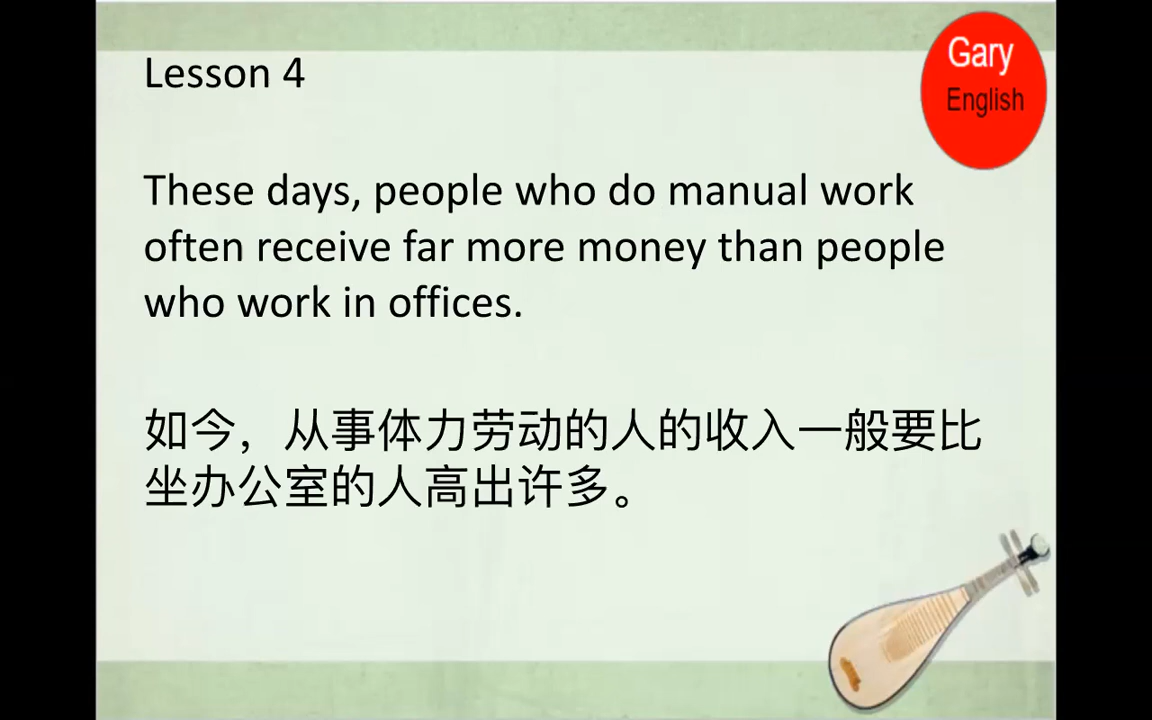 Lesson 4
Gary
English
These days, people who do manual work
often receive far more money than people
who work in offices.
如今，从事体力劳动的人的收入一般要比
坐办公室的人高出许多。